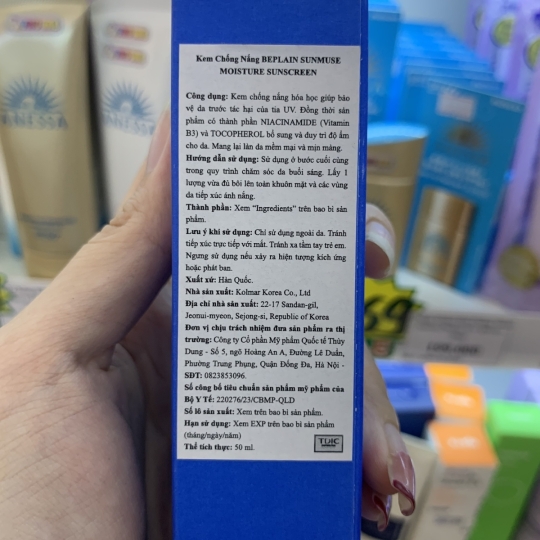 Kem Chống Nắng BEPLAIN SUNMUSE
MOISTURE SUNSCREEN
Công dụng: Kem chống nắng hóa học giúp bảo
vệ da trước tác hại của tia UV. Đồng thời sản
phẩm có thành phần NIACINAMIDE (Vitamin
B3) và TOCOPHEROL bổ sung và duy trì độ ẩm
cho da. Mang lại làn da mềm mại và mịn màng.
Hướng dẫn sử dụng: Sử dụng ở bước cuối cùng
trong quy trình chăm sóc da buổi sáng. Lấy 1
lượng vừa đủ bôi lên toàn khuôn mặt và các vùng
da tiếp xúc ánh nắng.
Thành phần: Xem "Ingredients" trên bao bì sản
phẩm.
Lưu ý khi sử dụng: Chỉ sử dụng ngoài da. Tránh
tiếp xúc trực tiếp với mắt. Tránh xa tầm tay trẻ em.
Ngưng sử dụng nếu xảy ra hiện tượng kích ứng
hoặc phát ban.
Xuất xứ: Hàn Quốc.
Nhà sản xuất: Kolmar Korea Co., Ltd
Địa chỉ nhà sản xuất: 22-17 Sandan-gil,
Jeonui-myeon, Sejong-si, Republic of Korea
Đơn vị chịu trách nhiệm đưa sản phẩm ra thị
trường: Công ty Cổ phần Mỹ phẩm Quốc tế Thùy
Dung - Số 5, ngõ Hoàng An A, Đường Lê Duẩn,
Phường Trung Phụng, Quận Đống Đa, Hà Nội -
SĐT: 0823853096.
Số công bố tiêu chuẩn sản phẩm mỹ phẩm của
Bộ Y TẾ: 220276/23/CBMP-QLD
Số lô sản xuất: Xem trên bao bì sản phẩm.
Hạn sử dụng: Xem EXP trên bao bì sản phẩm
(tháng/ngày/năm)
Thể tích thực: 50 ml.
TDIC
69